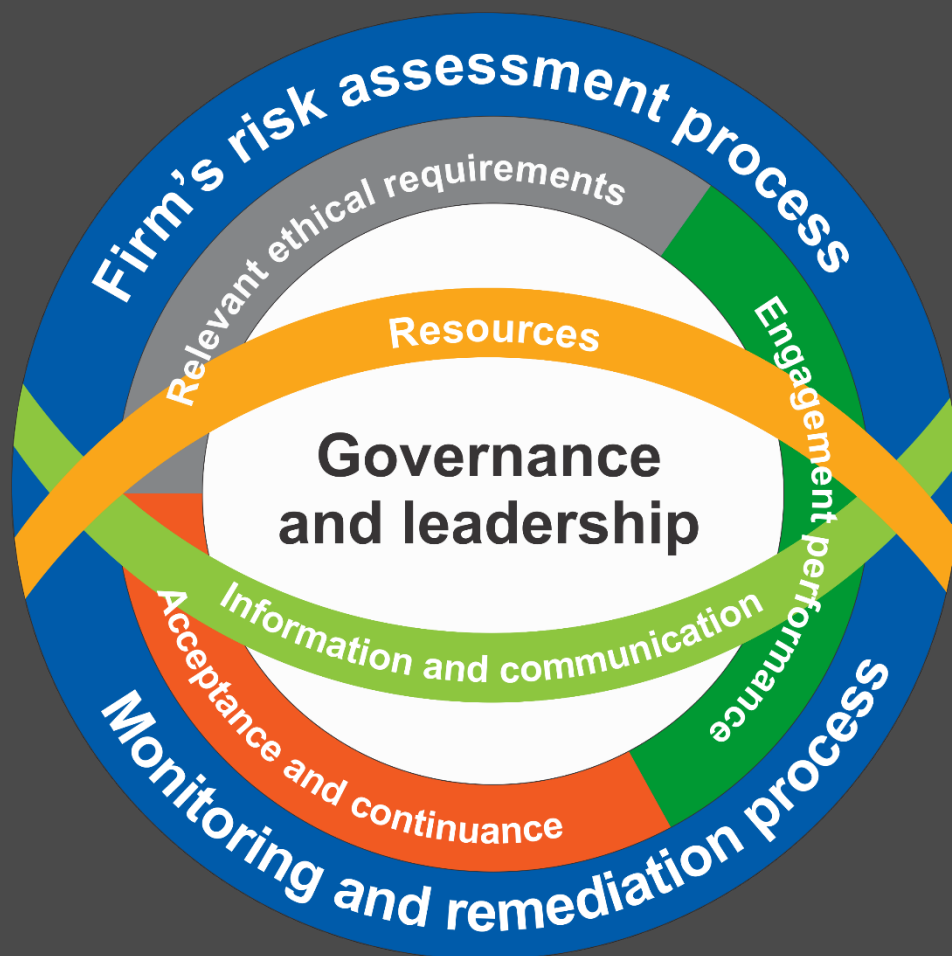 Firm's risk assessment process
Relevant ethical requirements
Resources
Engagement performance
Governance
and leadership
Information and communication
Acceptance and continuance
Monitoring and remediation process